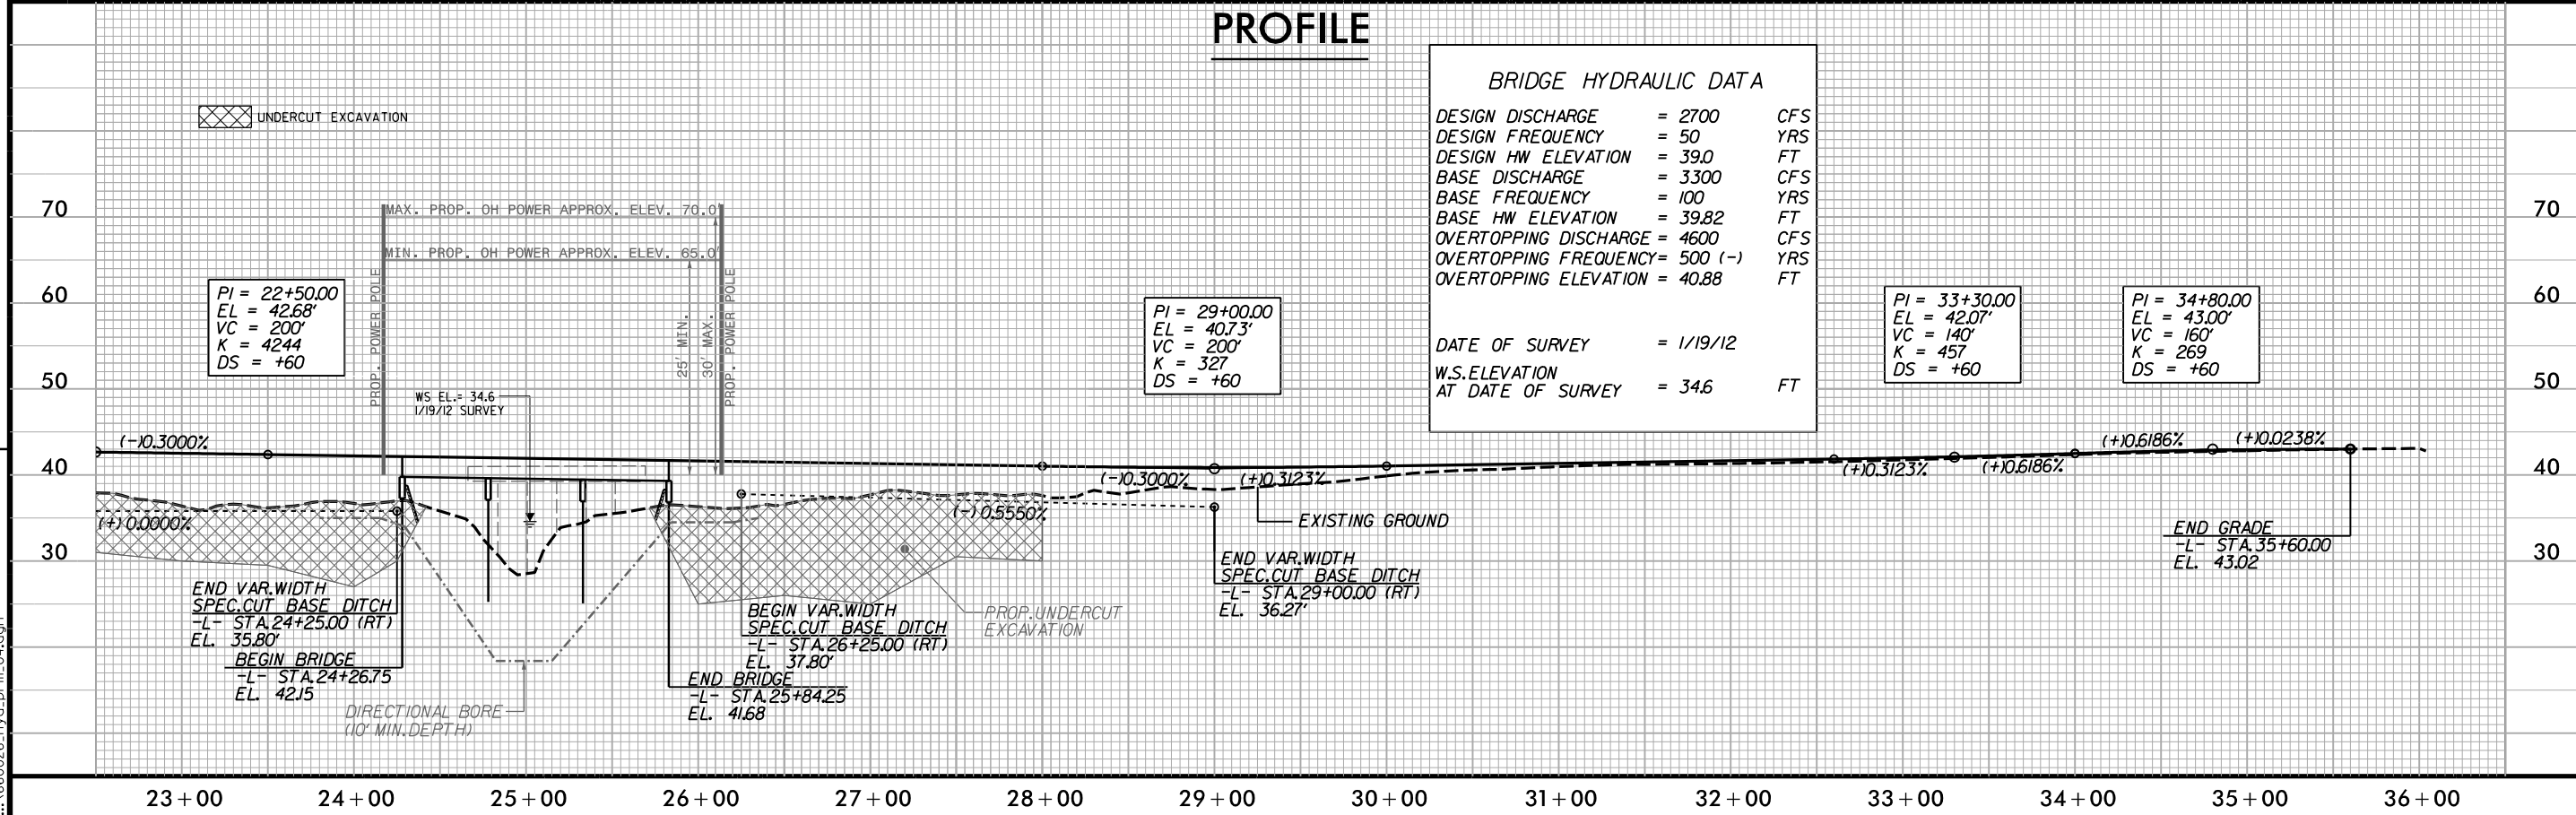 PROFILE
UNDERCUT EXCAVATION
BRIDGE HYDRAULIC DATA
DESIGN DISCHARGE = 2700 CFS
DESIGN FREQUENCY = 50 YRS
DESIGN HW ELEVATION = 39.0 FT
BASE DISCHARGE = 3300 CFS
BASE FREQUENCY = 100 YRS
BASE HW ELEVATION = 39.82 FT
OVERTOPPING DISCHARGE = 4600 CFS
OVERTOPPING FREQUENCY = 500 (-) YRS
OVERTOPPING ELEVATION = 40.88 FT
DATE OF SURVEY = 1/19/12
W.S.ELEVATION
AT DATE OF SURVEY = 34.6 FT
70
60
50
40
30
70
60
50
40
30
MAX. PROP. OH POWER APPROX. ELEV. 70.0'
MIN. PROP. OH POWER APPROX. ELEV. 65.0'
PROP. POWER POLE
25' MIN.
30' MAX.
PROP. POWER POLE
PI = 22+50.00
EL = 42.68'
VC = 200'
K = 4244
DS = +60
WS EL.= 34.6
1/19/12 SURVEY
PI = 29+00.00
EL = 40.73'
VC = 200'
K = 327
DS = +60
PI = 33+30.00
EL = 42.07'
VC = 140'
K = 457
DS = +60
PI = 34+80.00
EL = 43.00'
VC = 160'
K = 269
DS = +60
(-)0.3000%
(+)0.0000%
(-)0.3000%
(+)0.3123%
(-)0.5550%
(+)0.3123%
(+)0.6186%
(+)0.6186%
(+)0.0238%
EXISTING GROUND
END GRADE
-L- STA.35+60.00
EL. 43.02
END VAR.WIDTH
SPEC.CUT BASE DITCH
-L- STA.24+25.00 (RT)
EL. 35.80'
BEGIN BRIDGE
-L- STA.24+26.75
EL. 42.15
DIRECTIONAL BORE
(10' MIN.DEPTH)
BEGIN VAR.WIDTH
SPEC.CUT BASE DITCH
-L- STA.26+25.00 (RT)
EL. 37.80'
END BRIDGE
-L- STA.25+84.25
EL. 41.68
PROP.UNDERCUT
EXCAVATION
END VAR.WIDTH
SPEC.CUT BASE DITCH
-L- STA.29+00.00 (RT)
EL. 36.27'
23+00
24+00
25+00
26+00
27+00
28+00
29+00
30+00
31+00
32+00
33+00
34+00
35+00
36+00